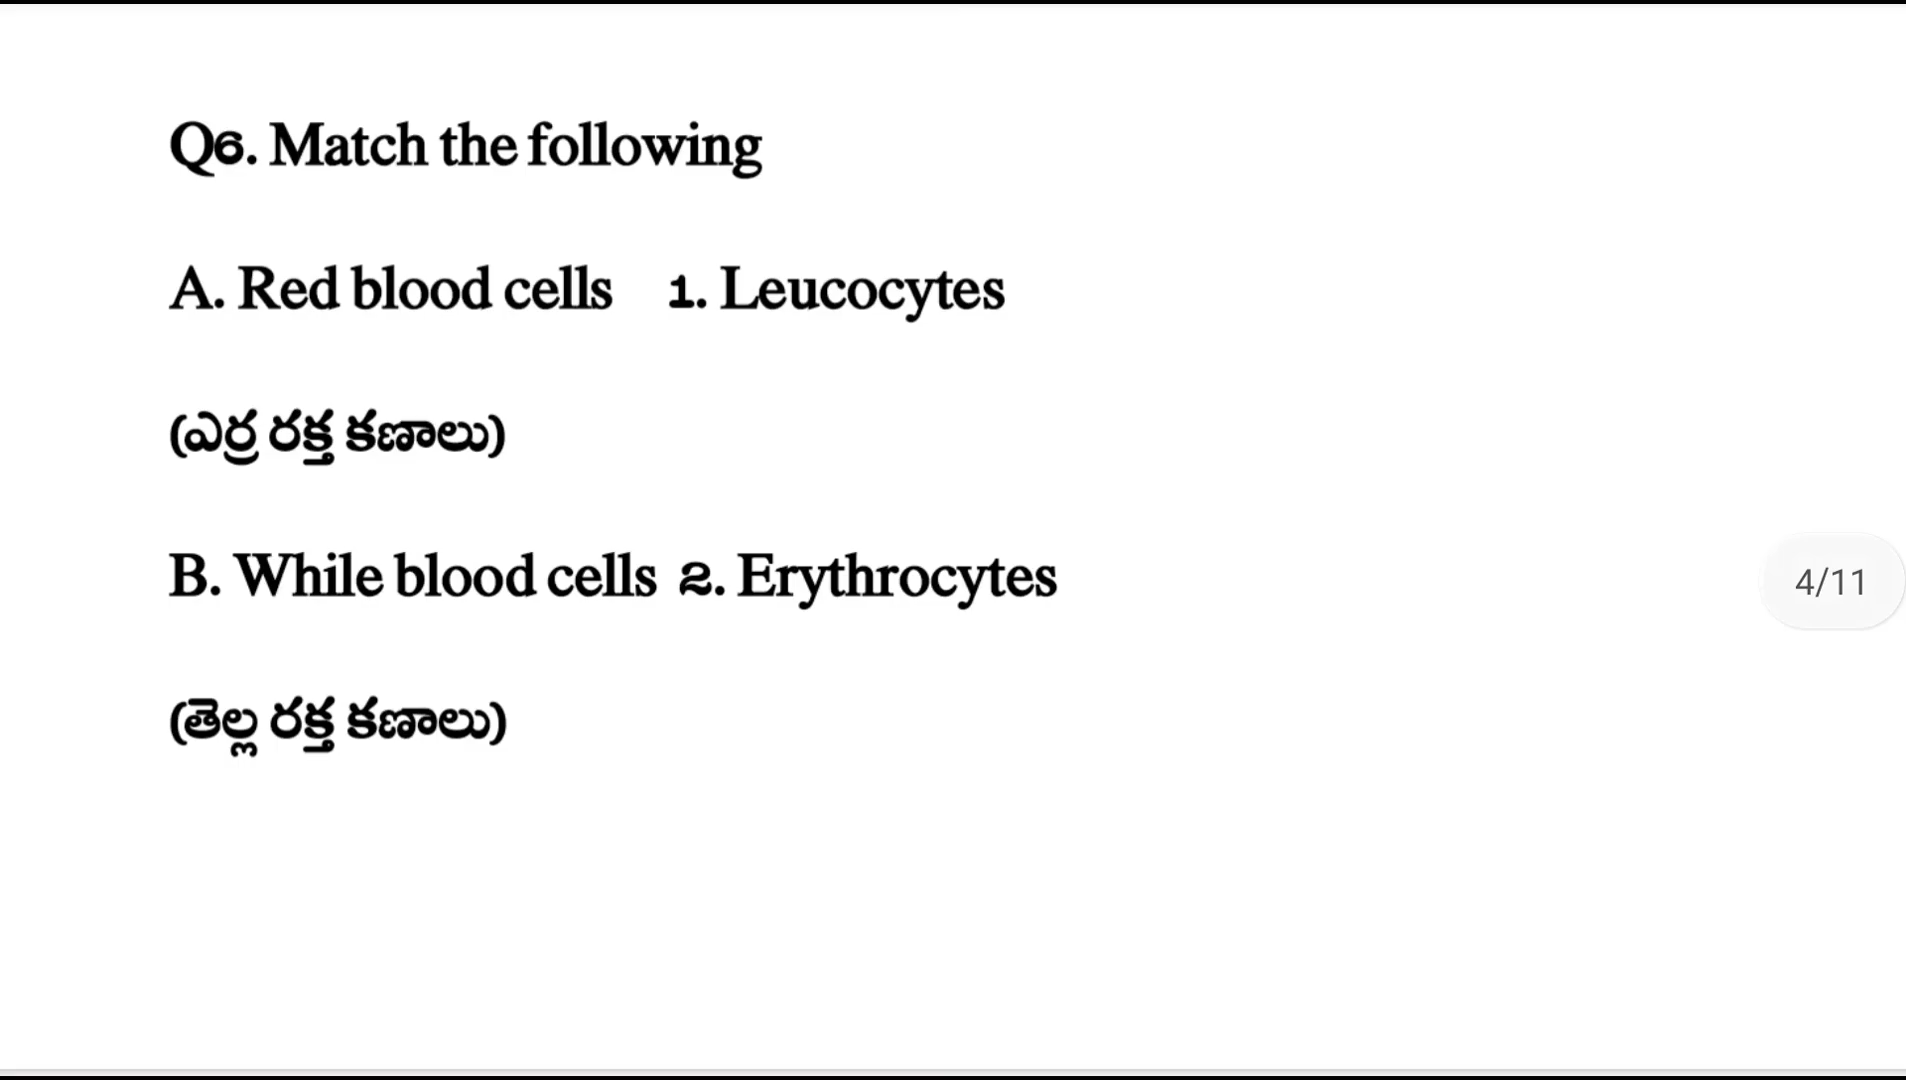 Q6. Match the following
A. Red blood cells 1. Leucocytes
(ఎర్ర రక్త కణాలు)
B. While blood cells 2. Erythrocytes
4/11
(తెల్ల రక్త కణాలు)